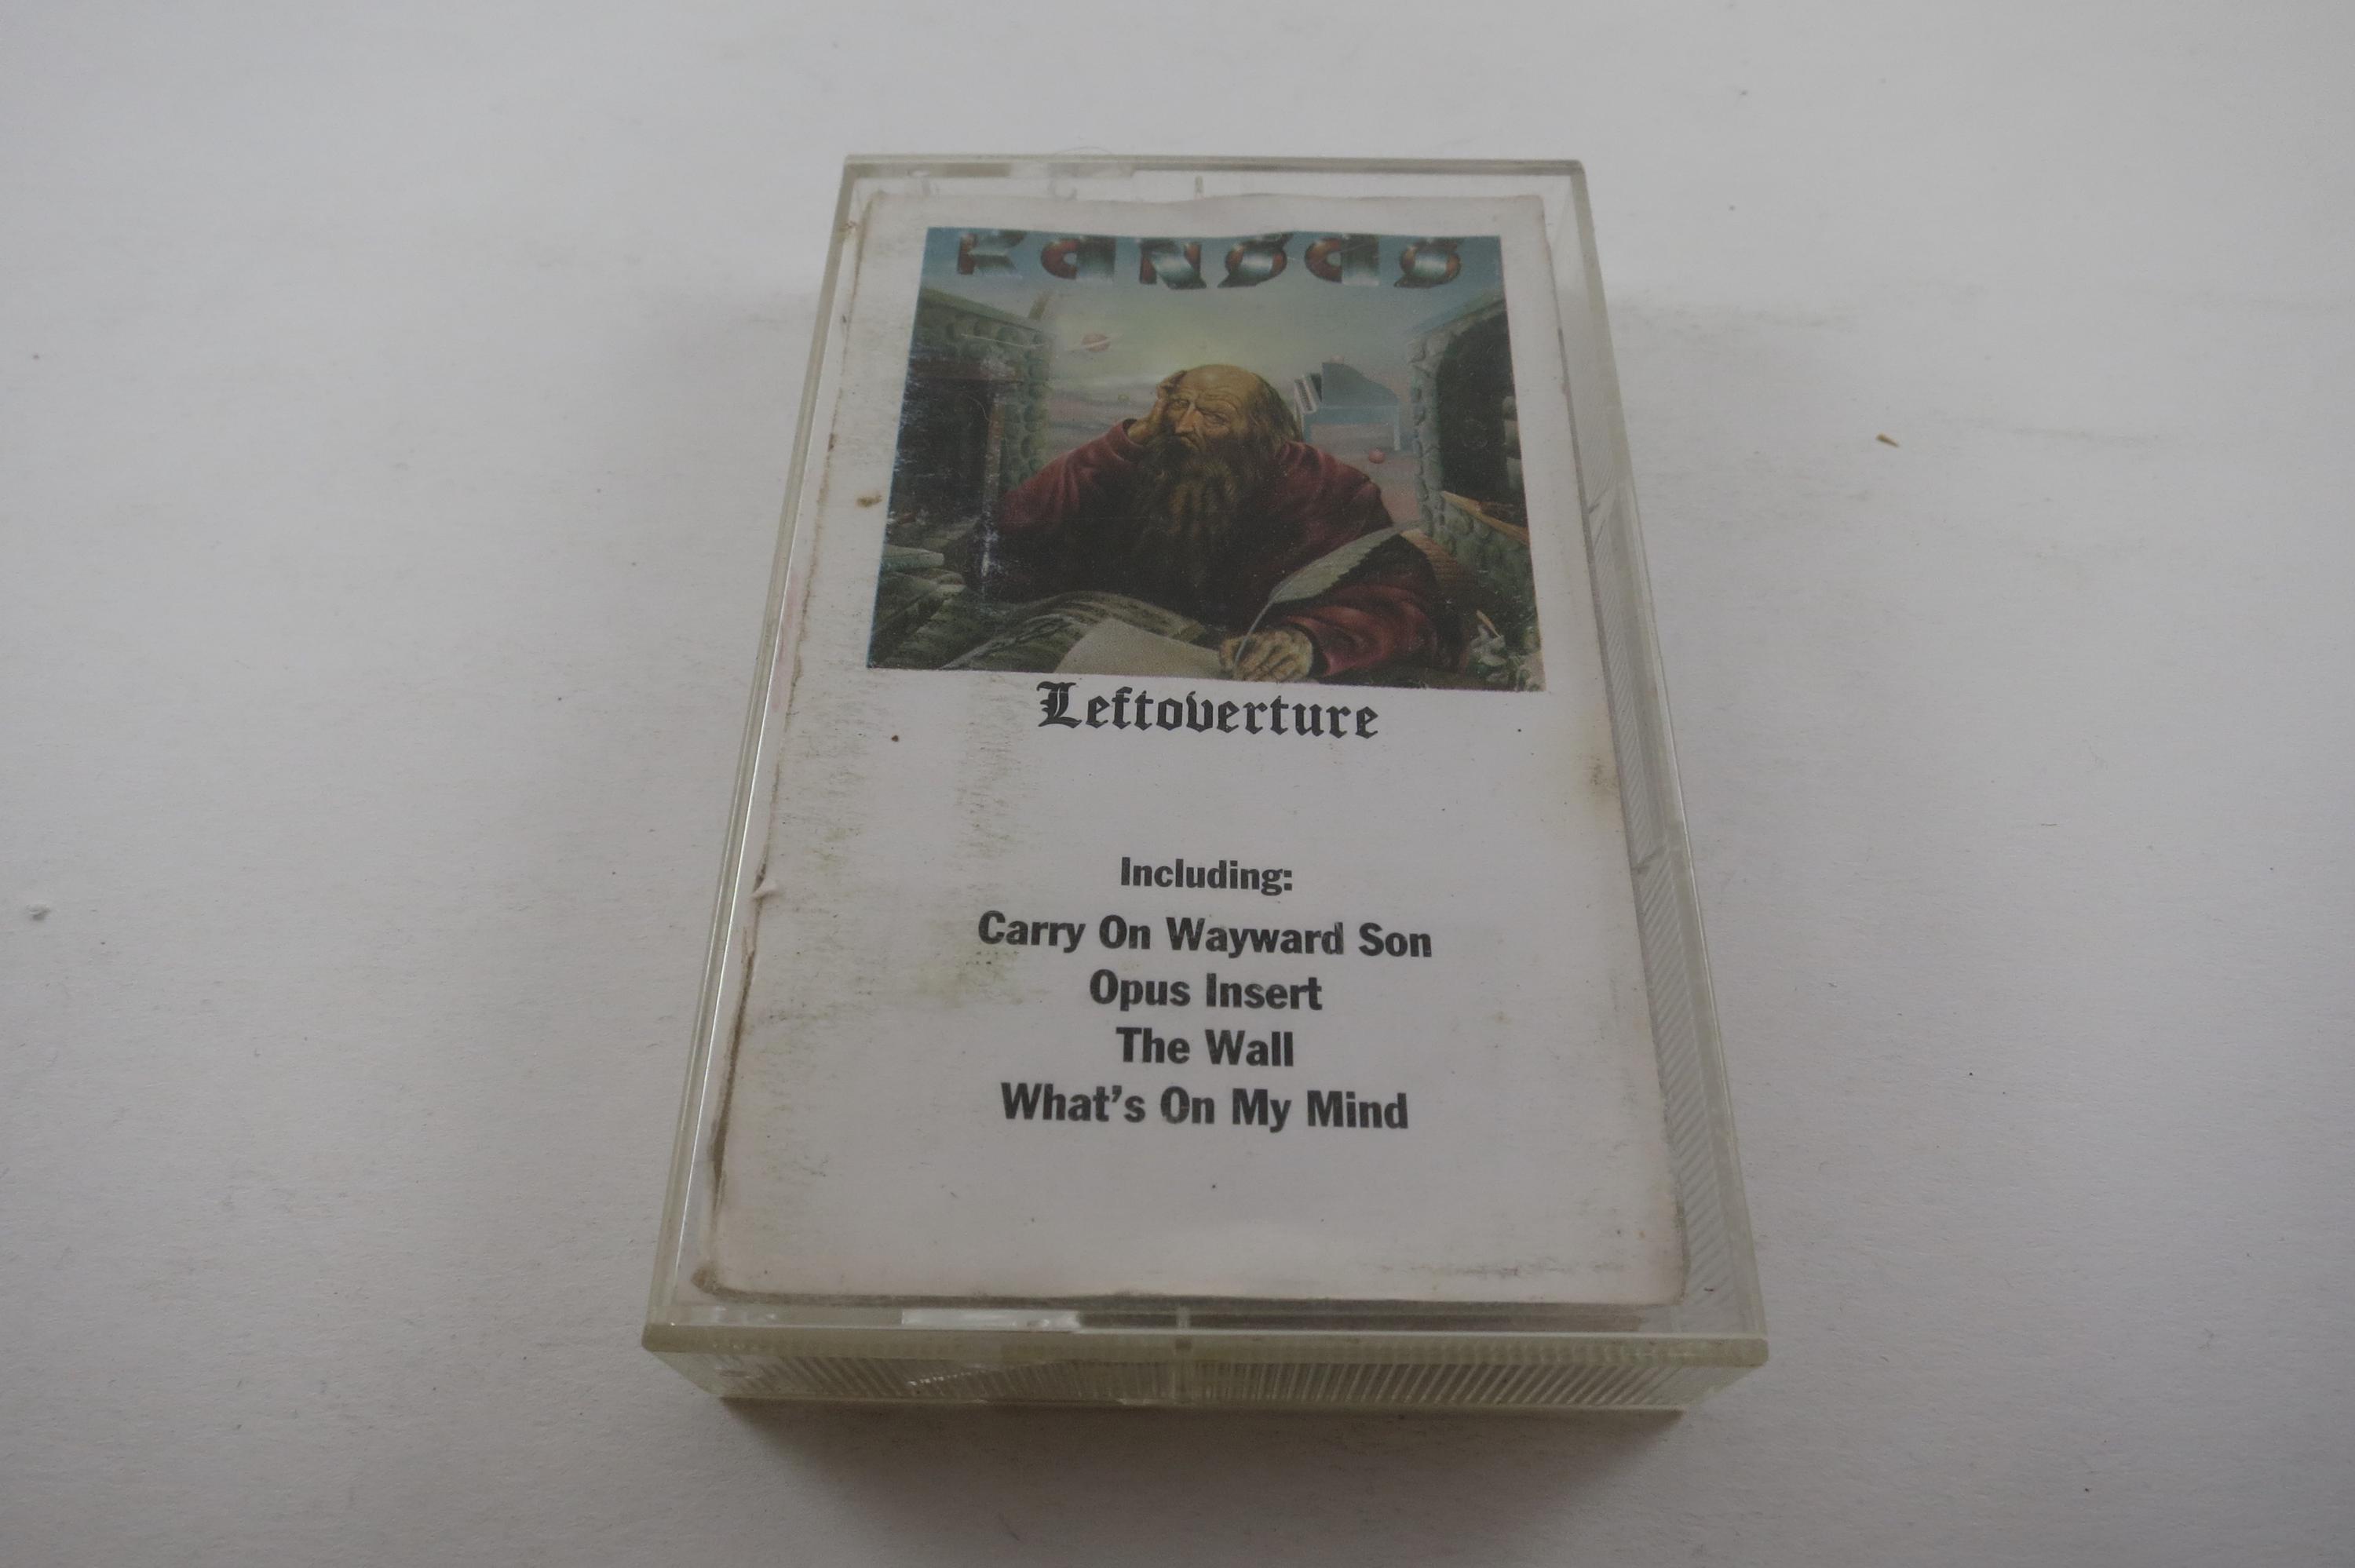 KANSAS
Leftoverture
Including:
Carry On Wayward Son
Opus Insert
The Wall
What's On My Mind